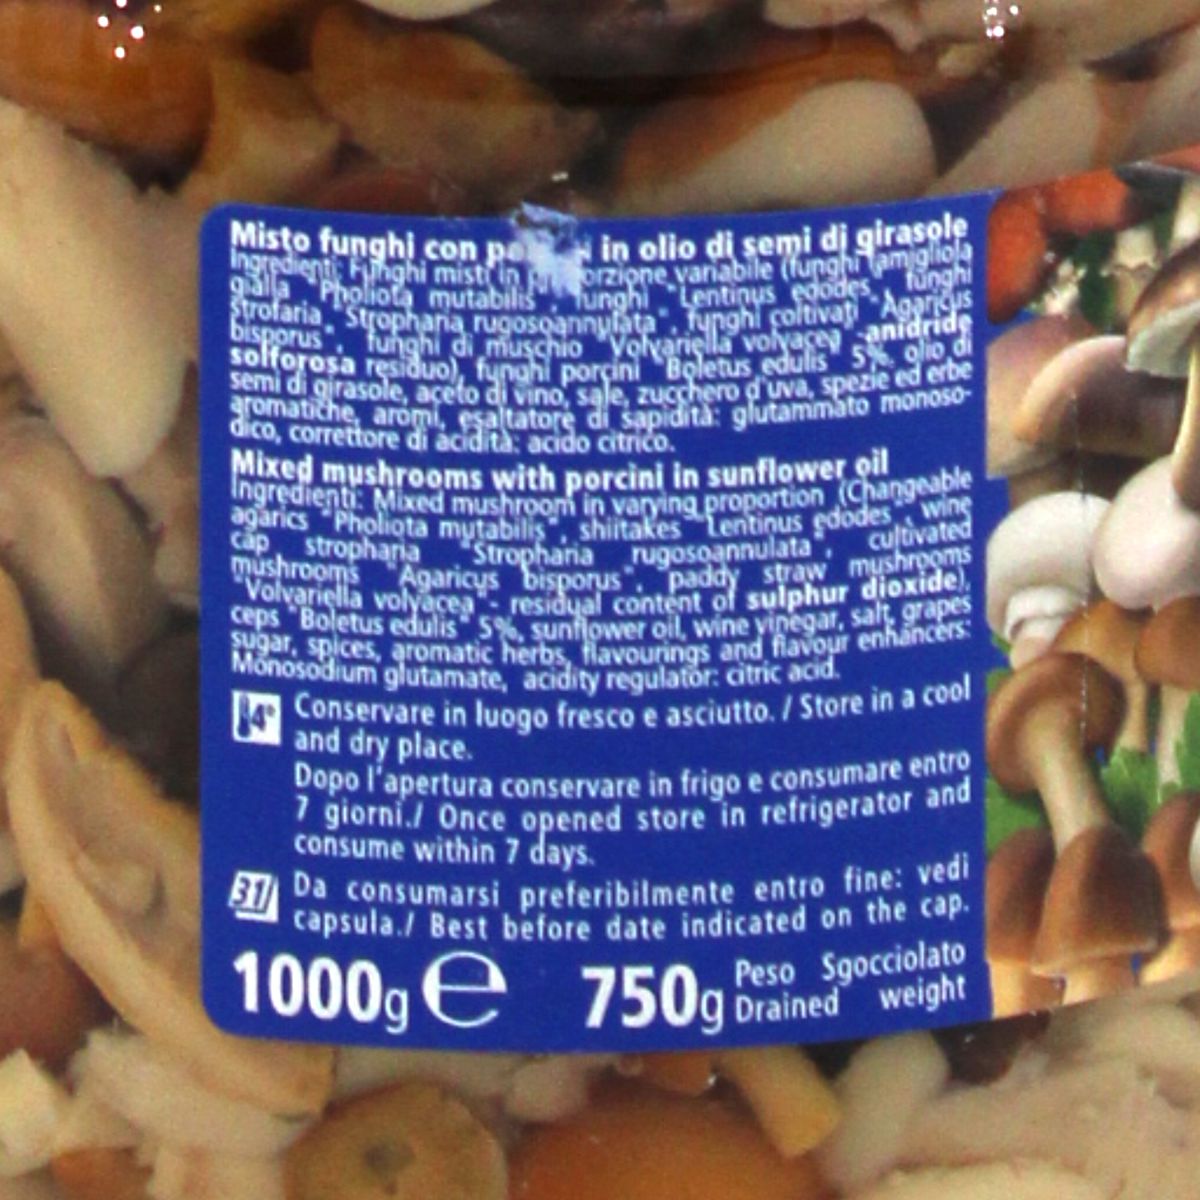 Misto funghi con in olio di semi di girasole
Ingredienti: Funghi misti in variabile (funghi famigliola
gialla "Pholiota mutabilis", funghi "Lentinus edodes", funghi
Strofaria "Stropharia rugosoannulata", funghi coltivati "Agaricus
bisporus", funghi di muschio "Volvariella volvacea" -anidride
solforosa residuo), funghi porcini "Boletus edulis" 5%, olio di
semi di girasole, aceto di vino, sale, zucchero d'uva, spezie ed erbe
aromatiche, aromi, esaltatore di sapidità: glutammato monoso-
dico, correttore di acidità: acido citrico.
Mixed mushrooms with porcini in sunflower oil
Ingredienti: Mixed mushroom in varying proportion (Changeable
agarics "Pholiota mutabilis", shiitakes "Lentinus edodes", wine
cap stropharia "Stropharia rugosoannulata", cultivated
mushrooms "Agaricus bisporus", paddy straw mushrooms
"Volvariella volvacea"- residual content of sulphur dioxide),
ceps "Boletus edulis" 5%, sunflower oil, wine vinegar, salt, grapes
sugar, spices, aromatic herbs, flavourings and flavour enhancers:
Monosodium glutamate, acidity regulator: citric acid.
4° Conservare in luogo fresco e asciutto. / Store in a cool
and dry place.
Dopo l'apertura conservare in frigo e consumare entro
7 giorni./ Once opened store in refrigerator and
consume within 7 days.
31 Da consumarsi preferibilmente entro fine: vedi
capsula./ Best before date indicated on the cap.
1000g e 750g Peso Sgocciolato
Drained weight